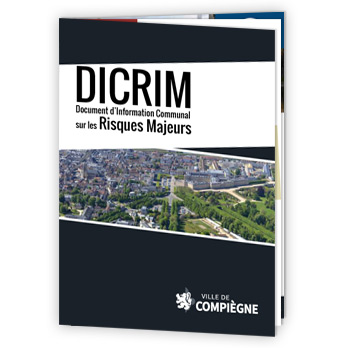 DICRIM
Document d'Information Communal
sur les Risques Majeurs
VILLE DE
COMPIÈGNE